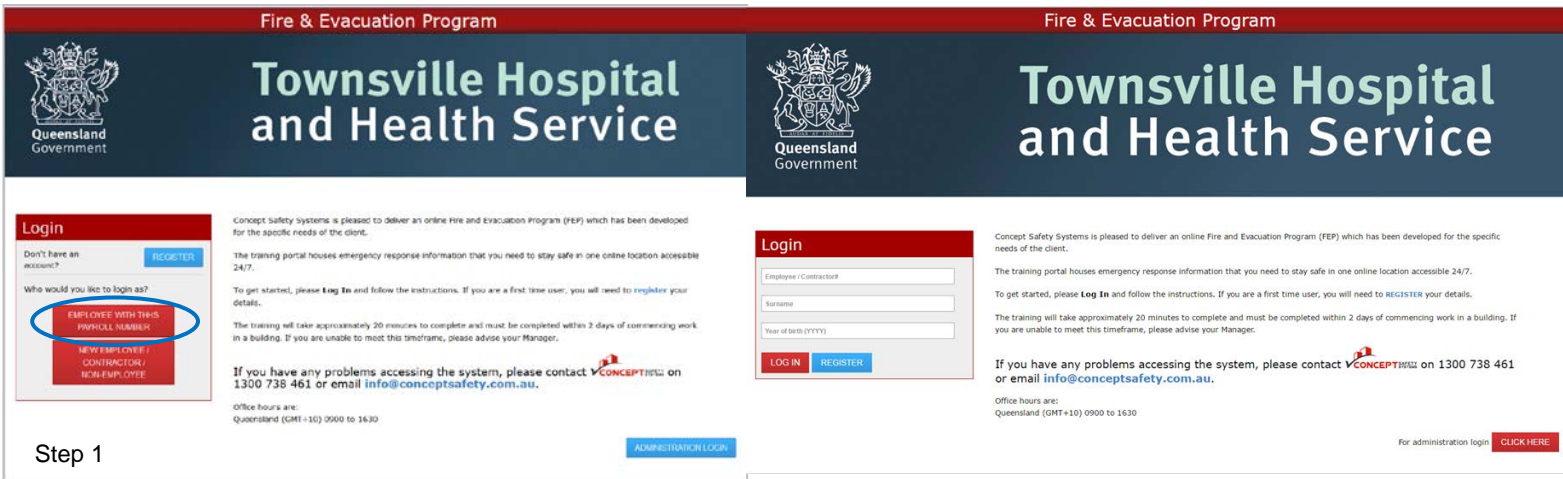 Fire & Evacuation Program
Queensland
Government
Townsville Hospital
and Health Service
Login
Don't have an
account?
REGISTER
Who would you like to login as?
EMPLOYEE WITH THHS
PAYROLL NUMBER
NEW EMPLOYEE /
CONTRACTOR /
NON-EMPLOYEE
Concept Safety Systems is pleased to deliver an online Fire and Evacuation Program (FEP) which has been developed
for the specific needs of the client.
The training portal houses emergency response information that you need to stay safe in one online location accessible
24/7.
To get started, please Log In and follow the instructions. If you are a first time user, you will need to register your
details.
The training will take approximately 20 minutes to complete and must be completed within 2 days of commencing work
in a building. If you are unable to meet this timeframe, please advise your Manager.
If you have any problems accessing the system, please contact CONCEPT on
1300 738 461 or email info@conceptsafety.com.au.
Office hours are:
Queensland (GMT+10) 0900 to 1630
ADMINISTRATION LOGIN
Step 1
Fire & Evacuation Program
Queensland
Government
Townsville Hospital
and Health Service
Login
Employee / Contractor#
Surname
Year of birth (YYYY)
LOG IN
REGISTER
Concept Safety Systems is pleased to deliver an online Fire and Evacuation Program (FEP) which has been developed for the specific
needs of the client.
The training portal houses emergency response information that you need to stay safe in one online location accessible 24/7.
To get started, please Log In and follow the instructions. If you are a first time user, you will need to REGISTER your details.
The training will take approximately 20 minutes to complete and must be completed within 2 days of commencing work in a building. If
you are unable to meet this timeframe, please advise your Manager.
If you have any problems accessing the system, please contact CONCEPT on 1300 738 461
or email info@conceptsafety.com.au.
Office hours are:
Queensland (GMT+10) 0900 to 1630
For administration login CLICK HERE